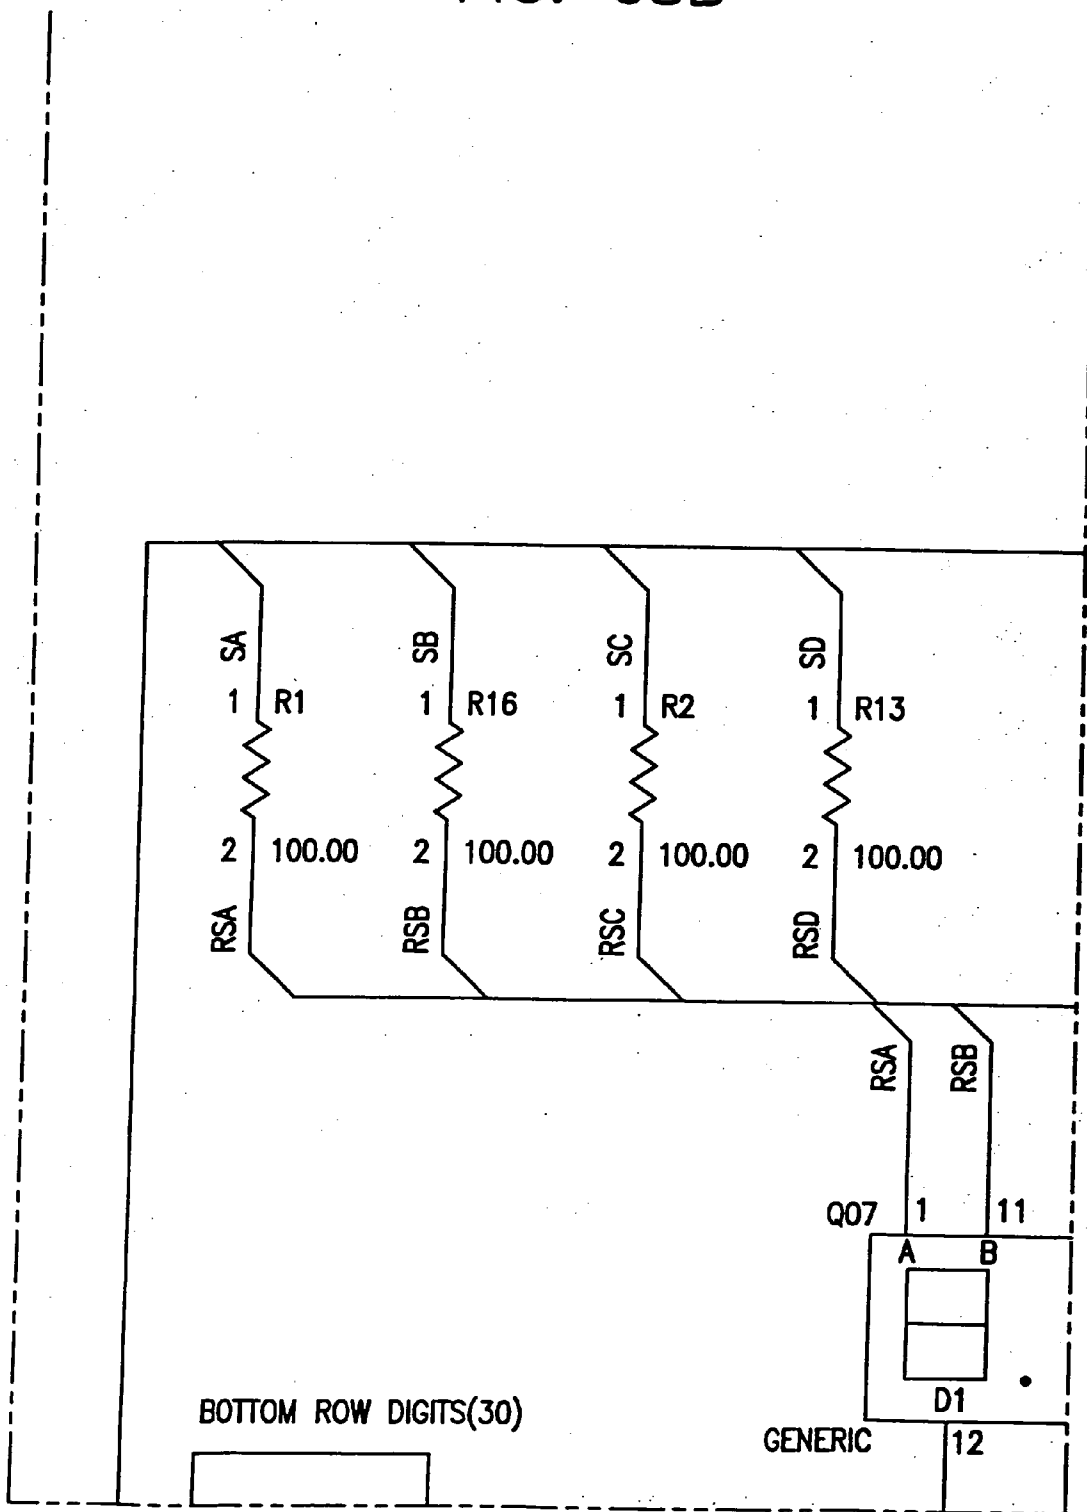 SA SB SC SD
1 R1 1 R16 1 R2 1 R13
2 100.00 2 100.00 2 100.00 2 100.00
RSA RSB RSC RSD
RSA RSB
Q07 1 11
A B
D1
BOTTOM ROW DIGITS(30)
GENERIC 12